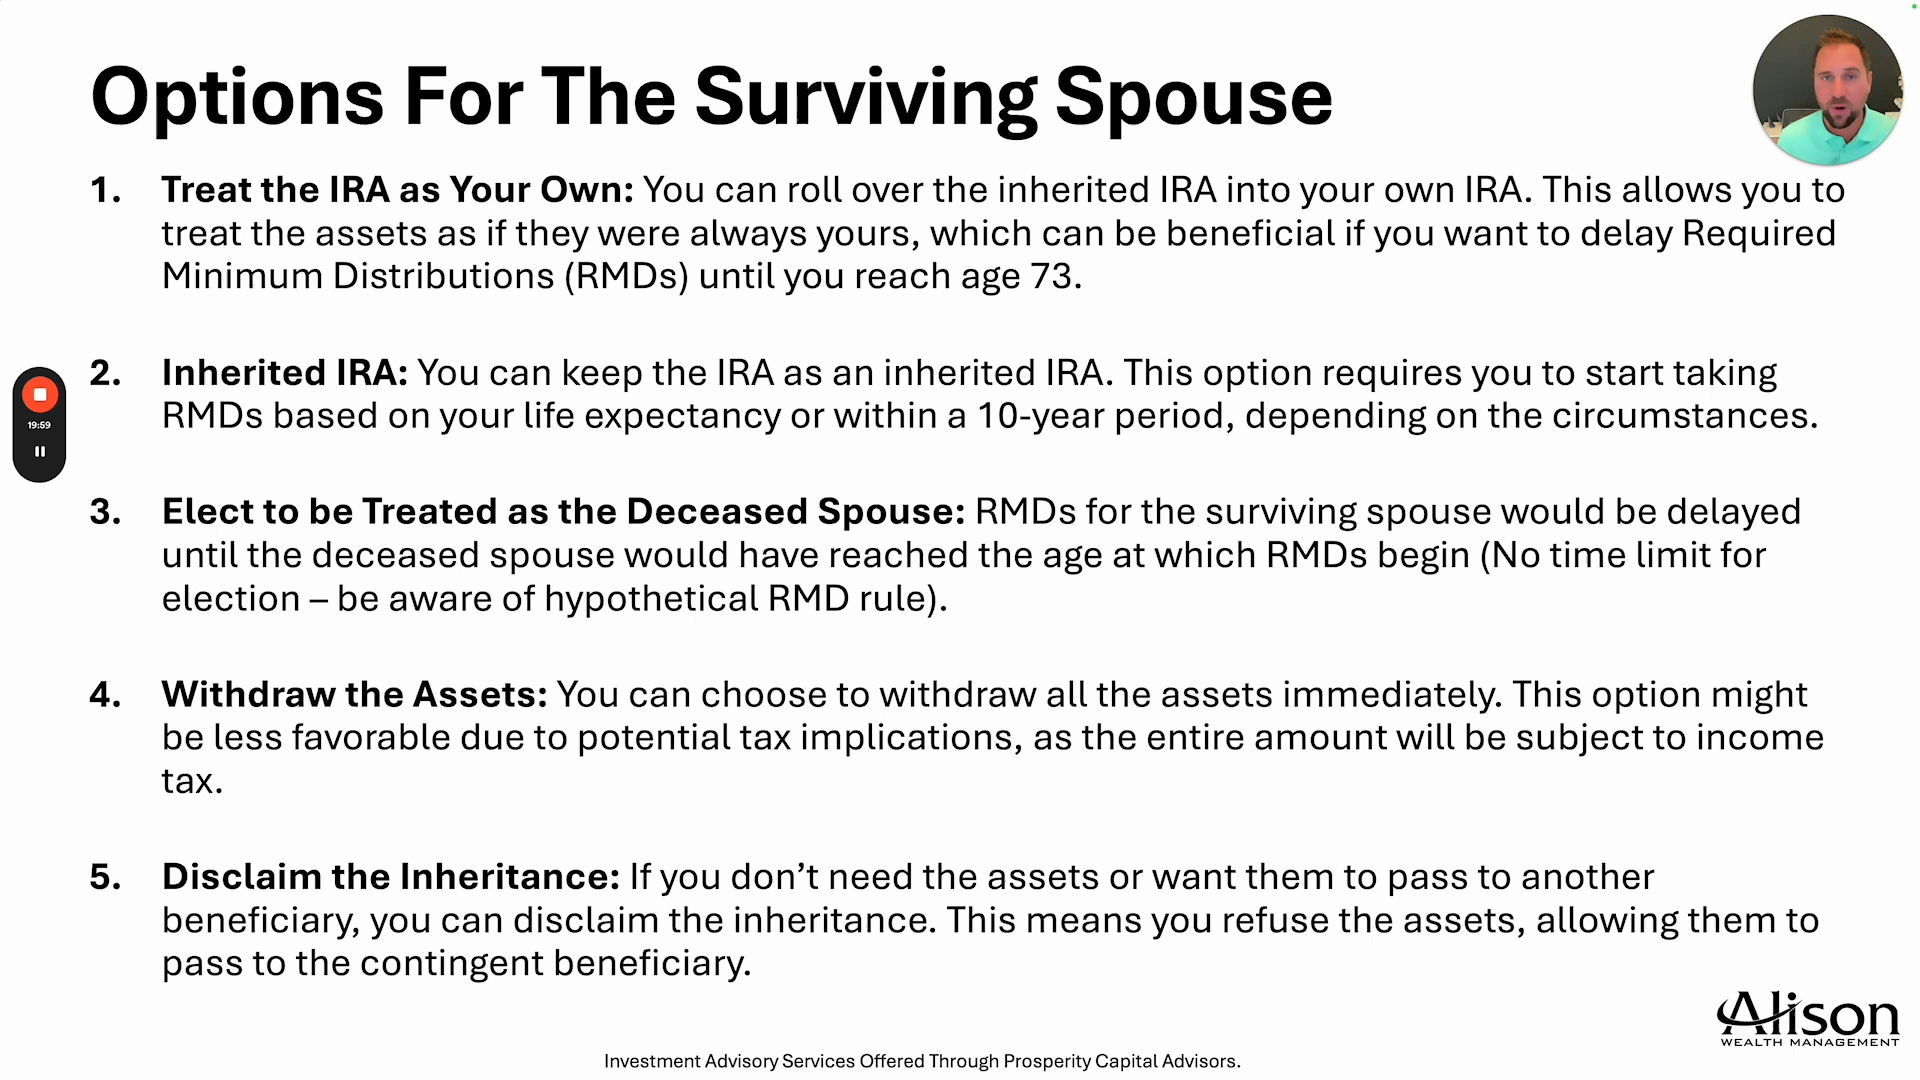 Options For The Surviving Spouse
1. Treat the IRA as Your Own: You can roll over the inherited IRA into your own IRA. This allows you to
treat the assets as if they were always yours, which can be beneficial if you want to delay Required
Minimum Distributions (RMDs) until you reach age 73.
2. Inherited IRA: You can keep the IRA as an inherited IRA. This option requires you to start taking
RMDs based on your life expectancy or within a 10-year period, depending on the circumstances.
19:59
3. Elect to be Treated as the Deceased Spouse: RMDs for the surviving spouse would be delayed
until the deceased spouse would have reached the age at which RMDs begin (No time limit for
election – be aware of hypothetical RMD rule).
4. Withdraw the Assets: You can choose to withdraw all the assets immediately. This option might
be less favorable due to potential tax implications, as the entire amount will be subject to income
tax.
5. Disclaim the Inheritance: If you don’t need the assets or want them to pass to another
beneficiary, you can disclaim the inheritance. This means you refuse the assets, allowing them to
pass to the contingent beneficiary.
Alison
WEALTH MANAGEMENT
Investment Advisory Services Offered Through Prosperity Capital Advisors.